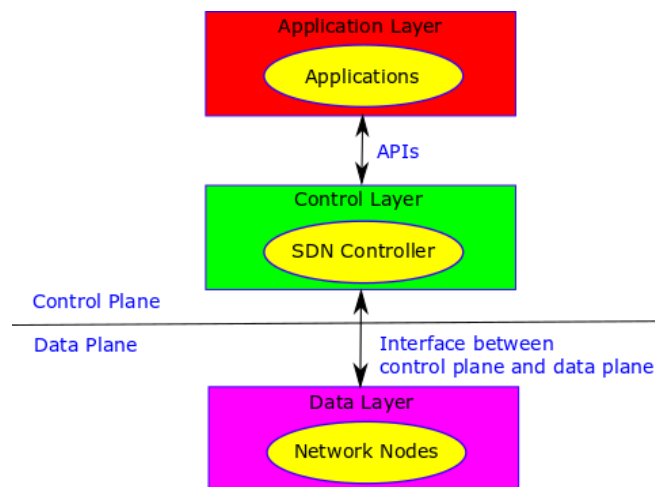 Application Layer
Applications
APIs
Control Layer
SDN Controller
Control Plane
Data Plane
Interface between
control plane and data plane
Data Layer
Network Nodes